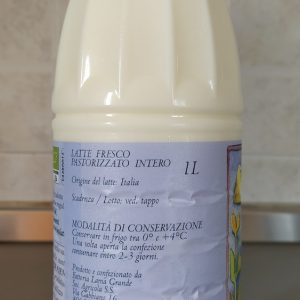 LATTE FRESCO
PASTORIZZATO INTERO
1L
Origine del latte: Italia
Scadenza / Lotto: ved. tappo
MODALITÀ DI CONSERVAZIONE
Conservare in frigo tra 0° e +4°C
Una volta aperta la confezione
consumare entro 2-3 giorni.
Prodotto e confezionato da
Fattoria Lama Grande
Soc. Agricola S.S.